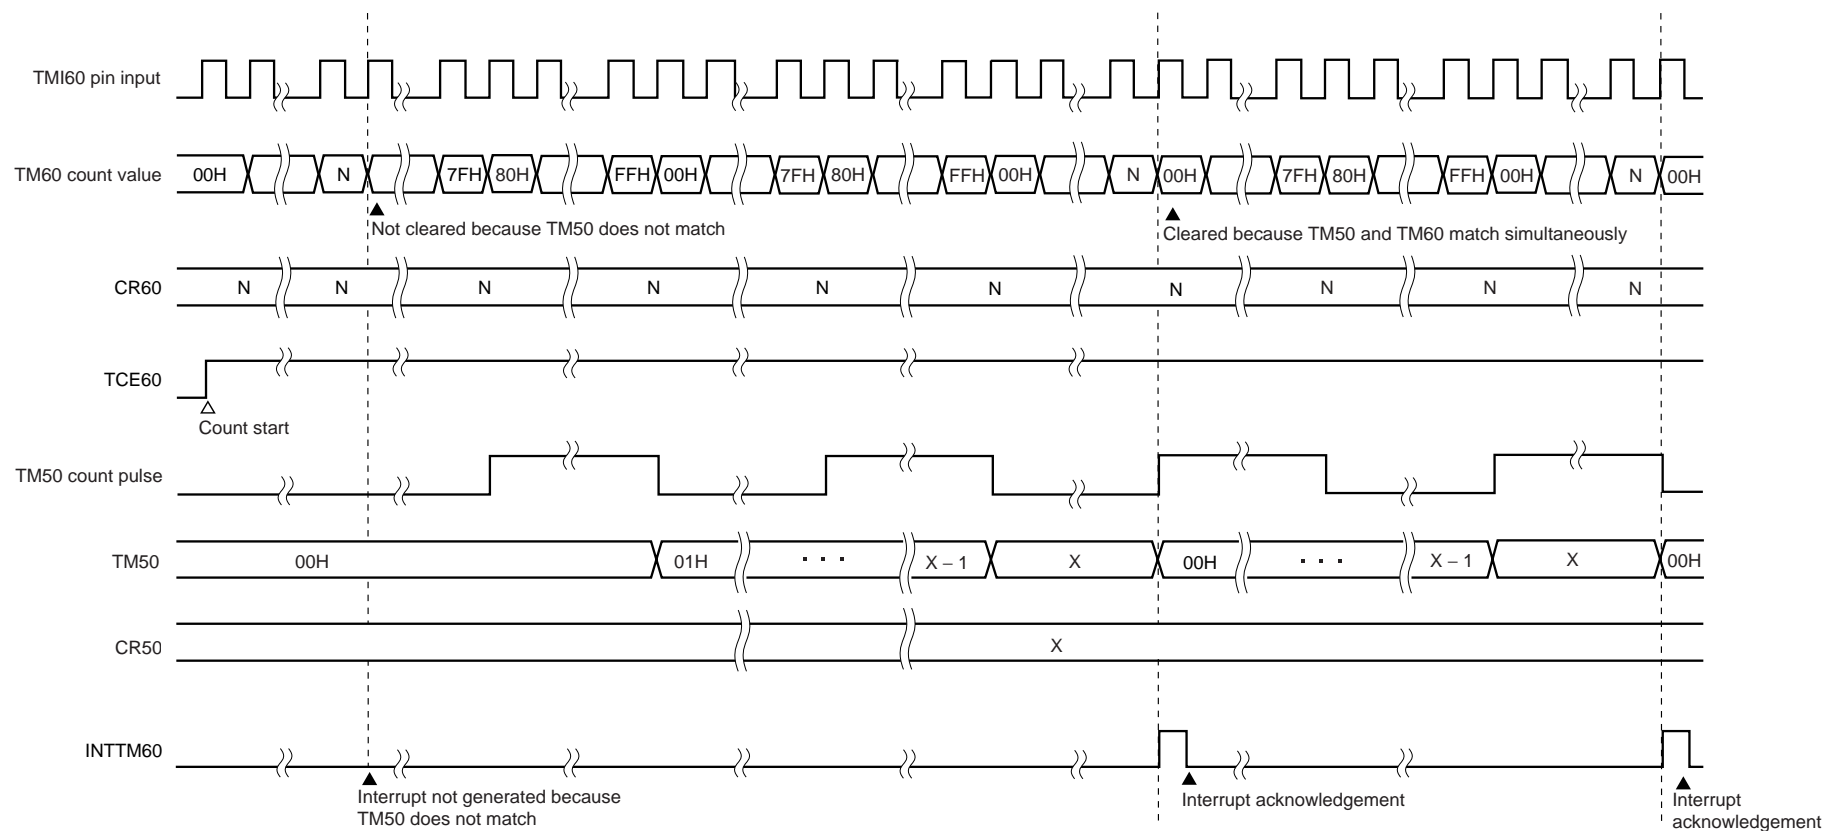 TMI60 pin input
TM60 count value 00H N 7FH 80H FFH 00H 7FH 80H FFH 00H N 00H 7FH 80H FFH 00H N 00H
Not cleared because TM50 does not match
Cleared because TM50 and TM60 match simultaneously
CR60 N N N N N N N N N N
TCE60
Count start
TM50 count pulse
TM50 00H 01H · · · X – 1 X 00H · · · X – 1 X 00H
CR50 X
INTTM60
Interrupt not generated because
TM50 does not match
Interrupt acknowledgement
Interrupt
acknowledgement